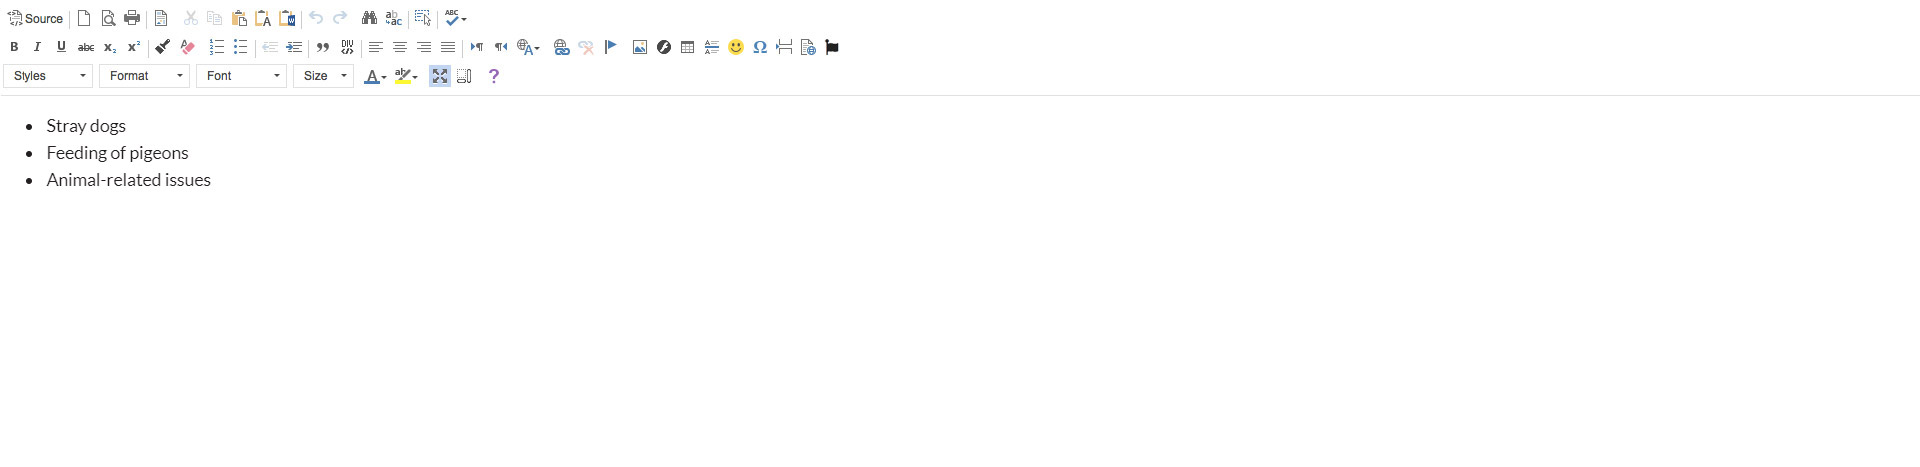 Source
B I U abc x₂ x²
Styles Format Font Size
• Stray dogs
• Feeding of pigeons
• Animal-related issues